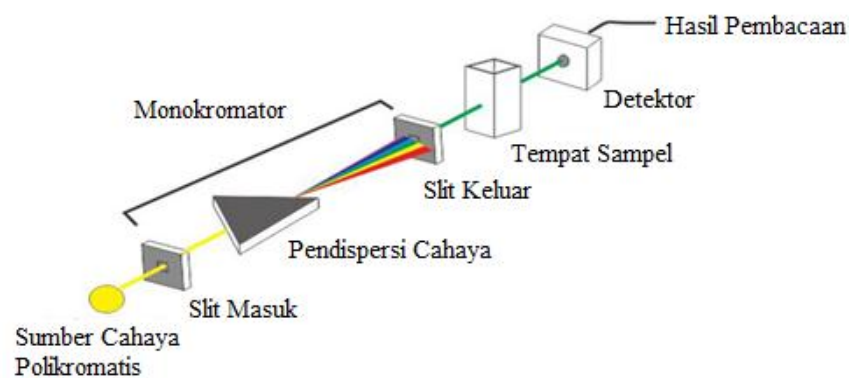 Hasil Pembacaan
Detektor
Monokromator
Tempat Sampel
Slit Keluar
Pendispersi Cahaya
Slit Masuk
Sumber Cahaya
Polikromatis